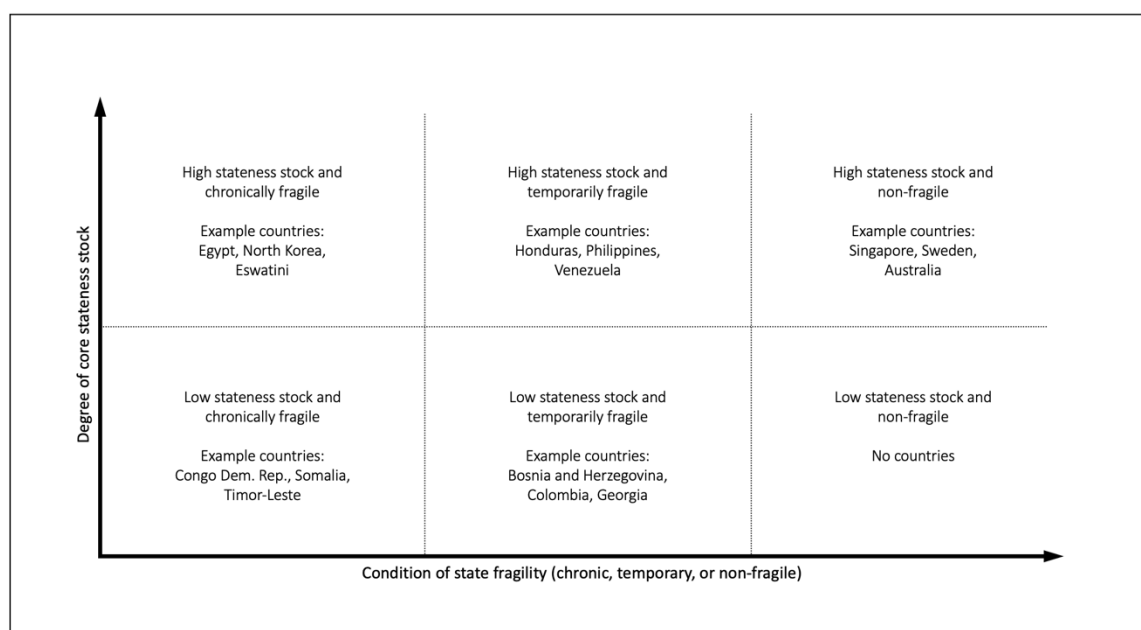 Degree of core stateness stock
High stateness stock and
chronically fragile
Example countries:
Egypt, North Korea,
Eswatini
High stateness stock and
temporarily fragile
Example countries:
Honduras, Philippines,
Venezuela
High stateness stock and
non-fragile
Example countries:
Singapore, Sweden,
Australia
Low stateness stock and
chronically fragile
Example countries:
Congo Dem. Rep., Somalia,
Timor-Leste
Low stateness stock and
temporarily fragile
Example countries:
Bosnia and Herzegovina,
Colombia, Georgia
Low stateness stock and
non-fragile
No countries
Condition of state fragility (chronic, temporary, or non-fragile)